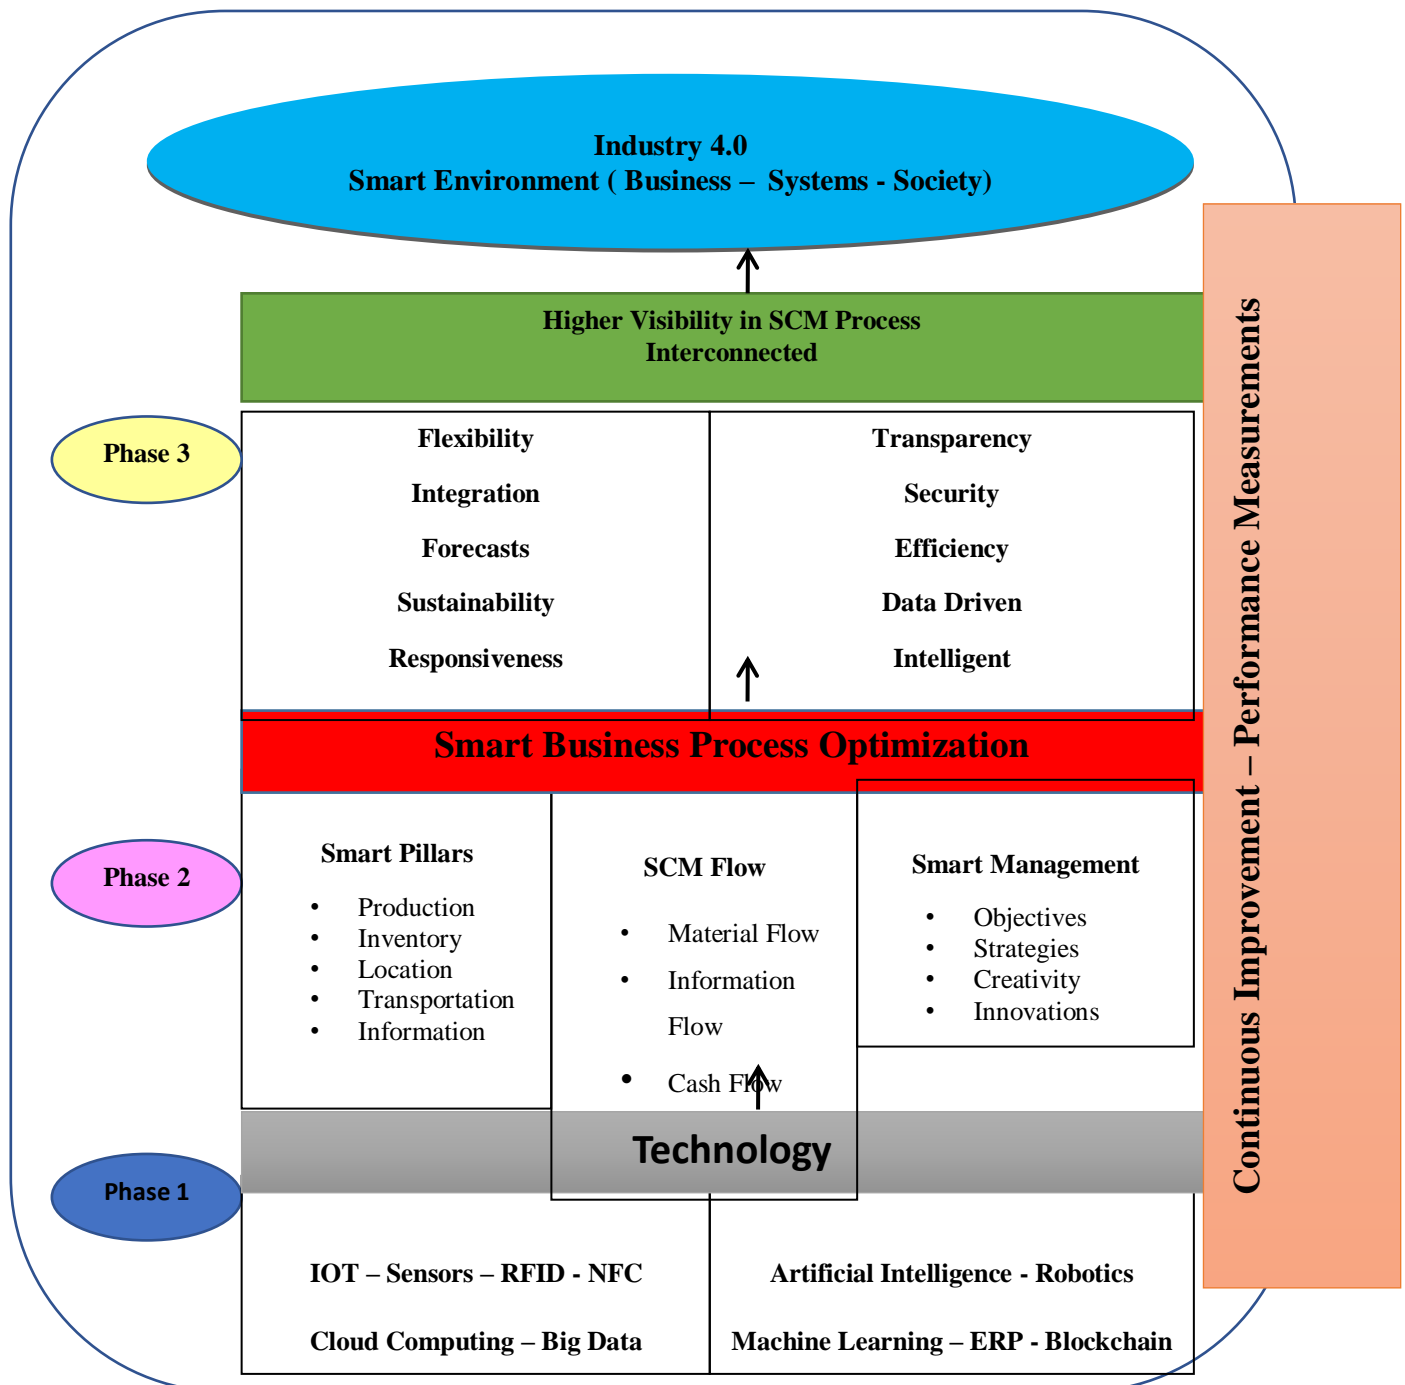 Industry 4.0
Smart Environment ( Business – Systems - Society)
Higher Visibility in SCM Process
Interconnected
Phase 3
Flexibility
Integration
Forecasts
Sustainability
Responsiveness
Transparency
Security
Efficiency
Data Driven
Intelligent
Smart Business Process Optimization
Phase 2
Smart Pillars
• Production
• Inventory
• Location
• Transportation
• Information
SCM Flow
• Material Flow
• Information
Flow
• Cash Flow
Smart Management
• Objectives
• Strategies
• Creativity
• Innovations
Technology
Phase 1
IOT – Sensors – RFID - NFC
Cloud Computing – Big Data
Artificial Intelligence - Robotics
Machine Learning – ERP - Blockchain
Continuous Improvement – Performance Measurements